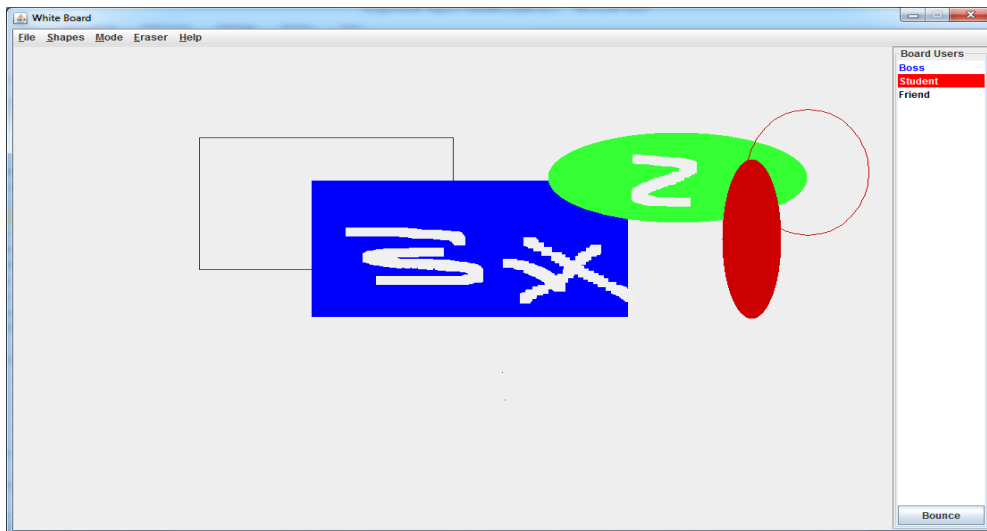 White Board
File Shapes Mode Eraser Help
Board Users
Boss
Student
Friend
Bounce